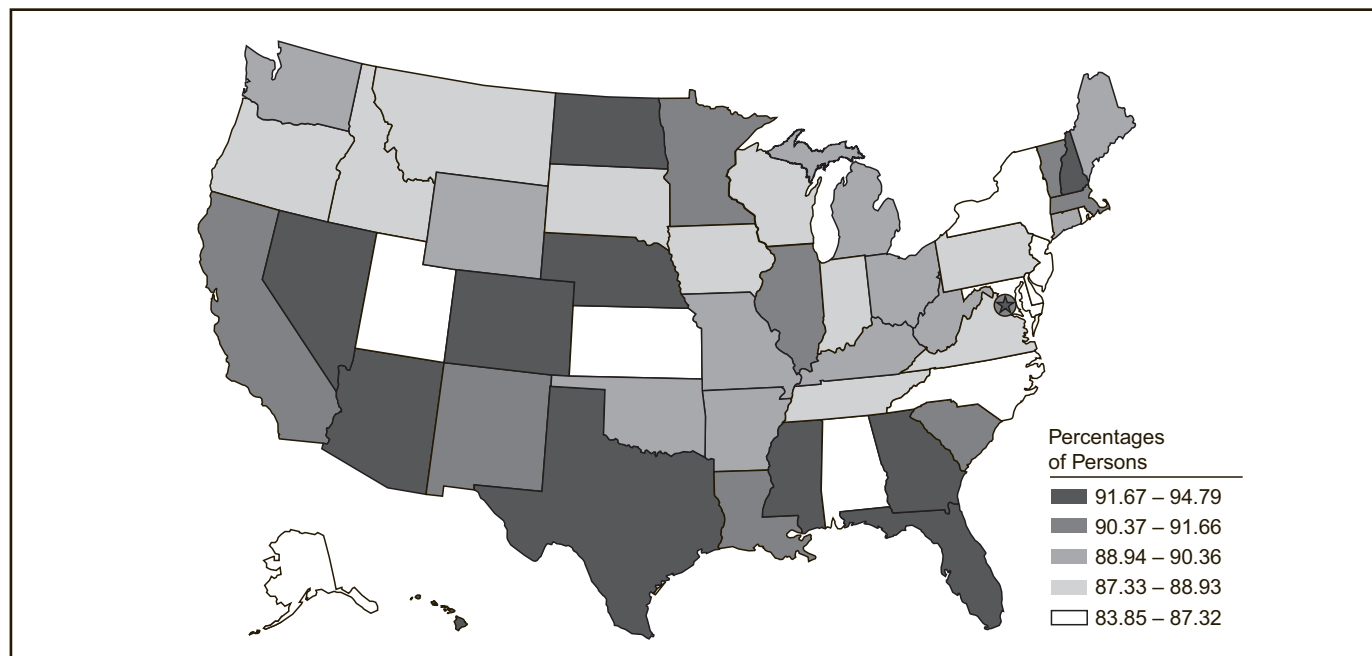 Percentages
of Persons
91.67 – 94.79
90.37 – 91.66
88.94 – 90.36
87.33 – 88.93
83.85 – 87.32